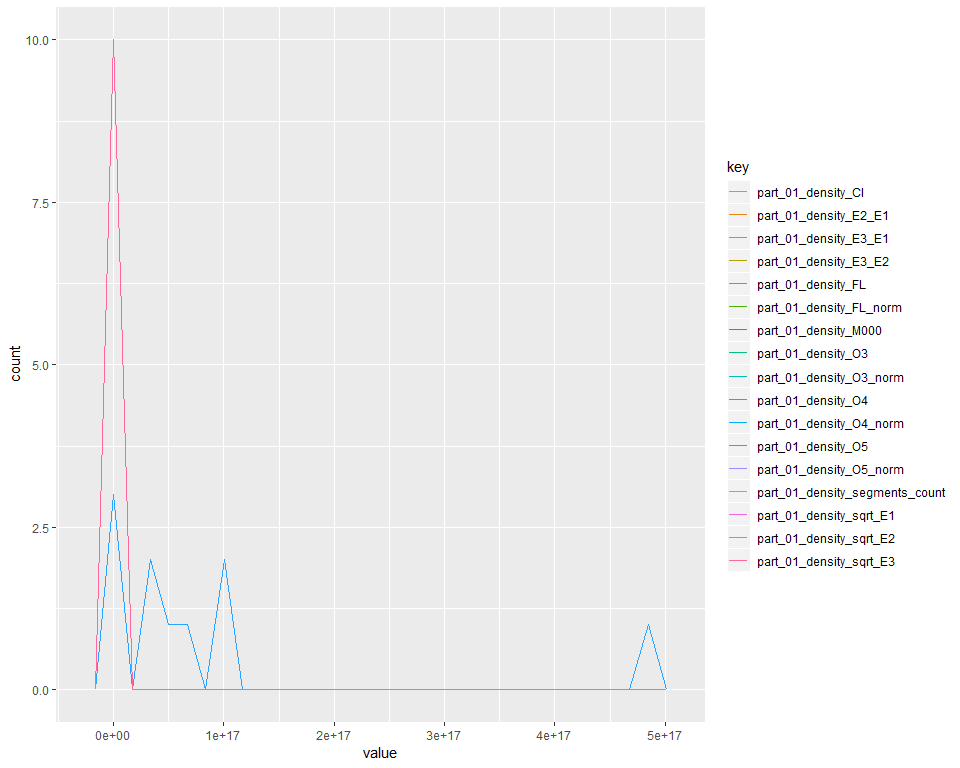 10.0
7.5
5.0
2.5
0.0
count
0e+00
1e+17
2e+17
3e+17
4e+17
5e+17
value
key
part_01_density_CI
part_01_density_E2_E1
part_01_density_E3_E1
part_01_density_E3_E2
part_01_density_FL
part_01_density_FL_norm
part_01_density_M000
part_01_density_O3
part_01_density_O3_norm
part_01_density_O4
part_01_density_O4_norm
part_01_density_O5
part_01_density_O5_norm
part_01_density_segments_count
part_01_density_sqrt_E1
part_01_density_sqrt_E2
part_01_density_sqrt_E3